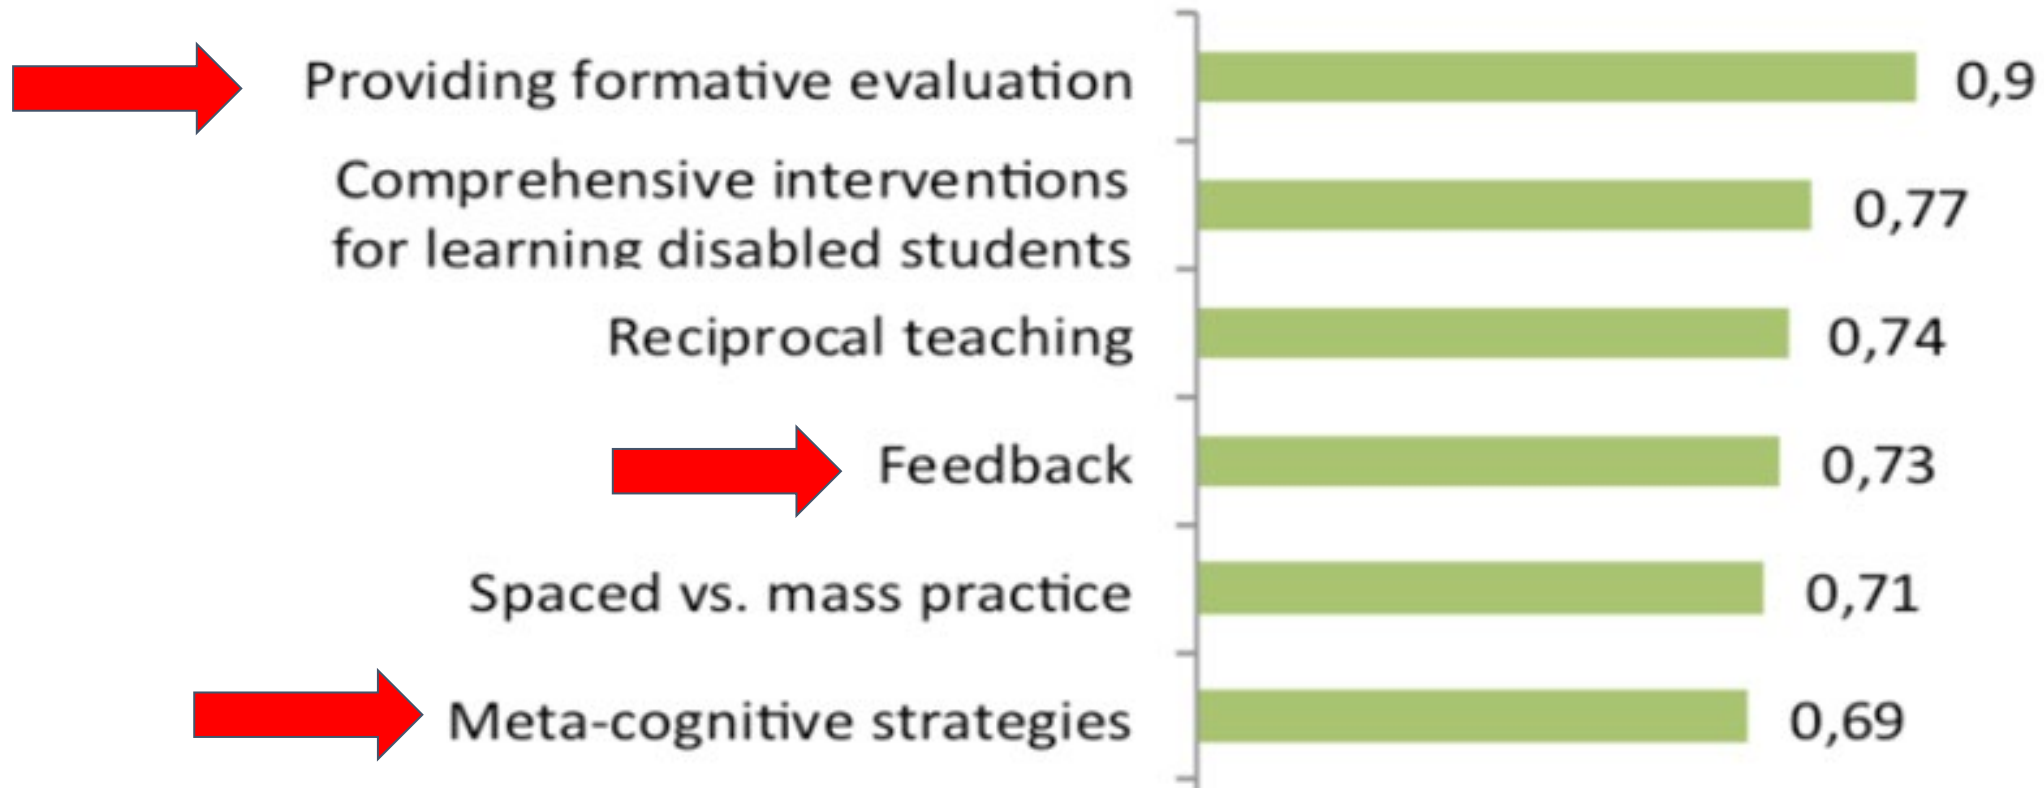 Providing formative evaluation 0,9
Comprehensive interventions
for learning disabled students 0,77
Reciprocal teaching 0,74
Feedback 0,73
Spaced vs. mass practice 0,71
Meta-cognitive strategies 0,69